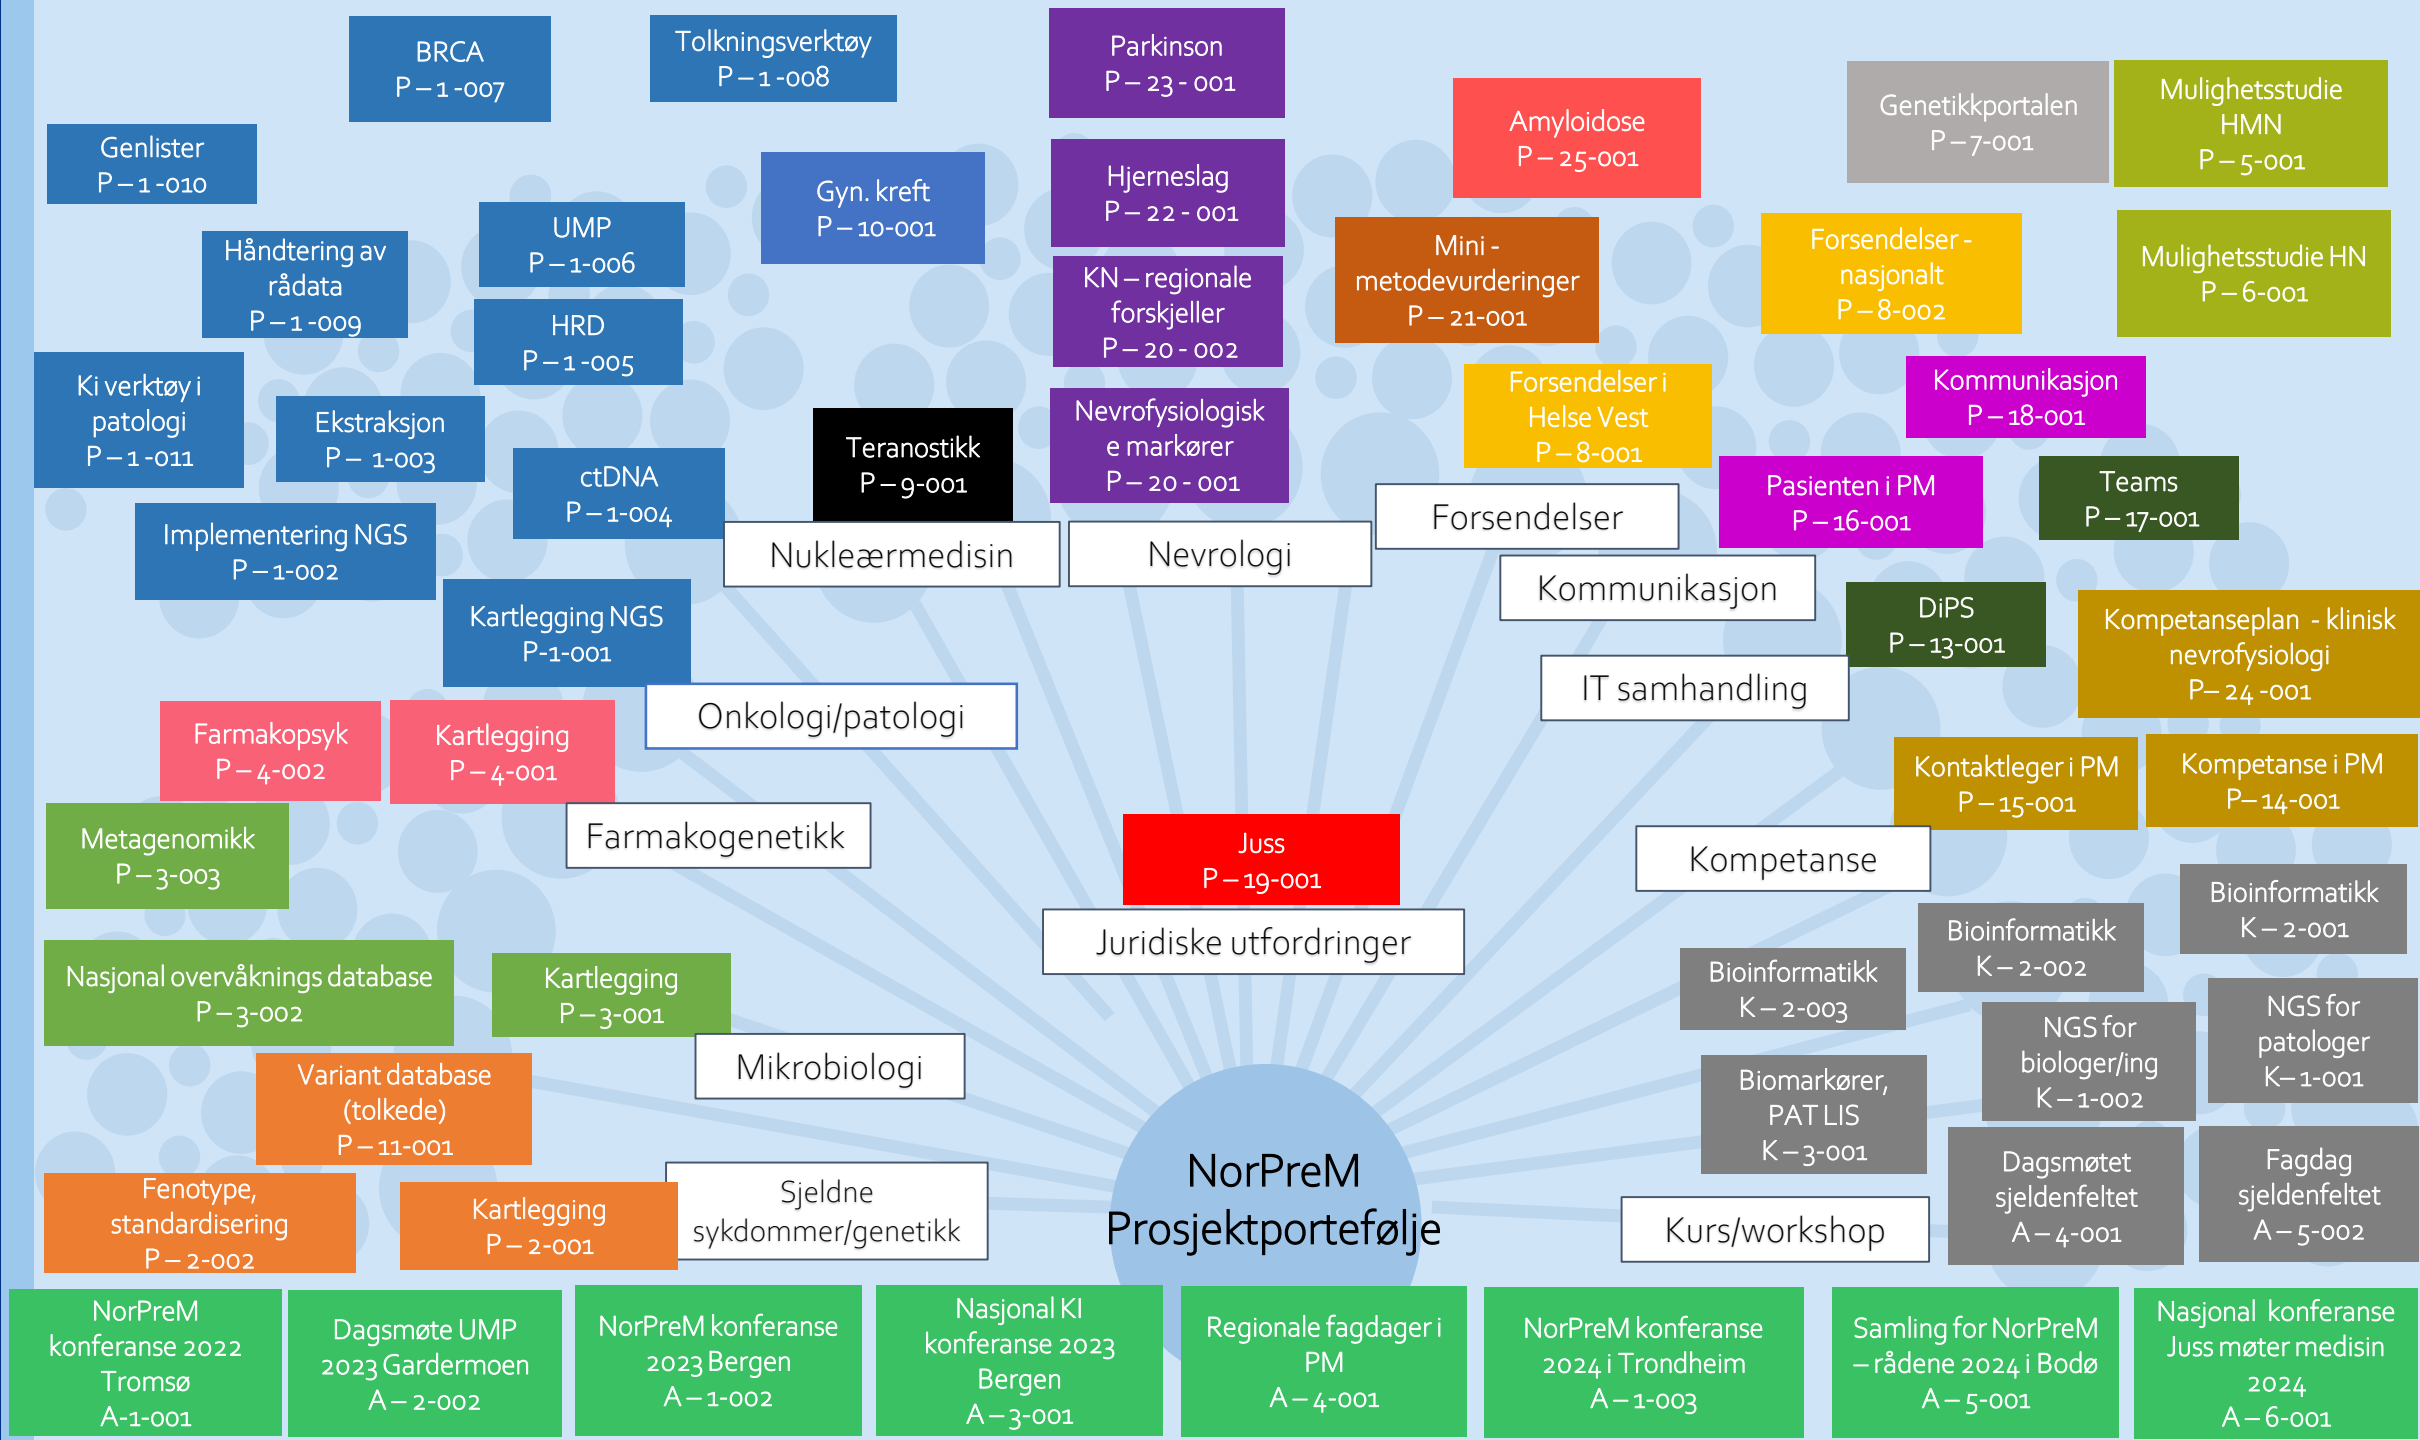 BRCA
P – 1 -007
Tolkningsverktøy
P – 1 -008
Parkinson
P – 23 - 001
Amyloidose
P – 25-001
Genetikkportalen
P – 7-001
Mulighetsstudie
HMN
P – 5-001
Genlister
P – 1 -010
Gyn. kreft
P – 10-001
Hjerneslag
P – 22 - 001
Håndtering av
rådata
P – 1 -009
UMP
P – 1-006
Mini -
metodevurderinger
P – 21-001
Forsendelser -
nasjonalt
P – 8-002
Mulighetsstudie HN
P – 6-001
KN – regionale
forskjeller
P – 20 - 002
HRD
P – 1 -005
Ki verktøy i
patologi
P – 1 -011
Ekstraksjon
P – 1-003
ctDNA
P – 1-004
Teranostikk
P – 9-001
Nevrofysiologisk
e markører
P – 20 - 001
Forsendelser i
Helse Vest
P – 8-001
Kommunikasjon
P – 18-001
Pasienten i PM
P – 16-001
Teams
P – 17-001
Implementering NGS
P – 1-002
Nukleærmedisin
Nevrologi
Forsendelser
Kommunikasjon
Kartlegging NGS
P-1-001
DiPS
P – 13-001
Kompetanseplan - klinisk
nevrofysiologi
P– 24 -001
IT samhandling
Onkologi/patologi
Farmakopsyk
P – 4-002
Kartlegging
P – 4-001
Kontaktleger i PM
P – 15-001
Kompetanse i PM
P– 14-001
Metagenomikk
P – 3-003
Farmakogenetikk
Juss
P – 19-001
Kompetanse
Juridiske utfordringer
Bioinformatikk
K – 2-001
Bioinformatikk
K – 2-002
Bioinformatikk
K – 2-003
Nasjonal overvåknings database
P – 3-002
Kartlegging
P – 3-001
NGS for
patologer
K– 1-001
NGS for
biologer/ing
K – 1-002
Mikrobiologi
Variant database
(tolkede)
P – 11-001
Biomarkører,
PAT LIS
K – 3-001
Dagsmøtet
sjeldenfeltet
A – 4-001
Fagdag
sjeldenfeltet
A – 5-002
Fenotype,
standardisering
P – 2-002
Kartlegging
P – 2-001
Sjeldne
sykdommer/genetikk
NorPreM
Prosjektportefølje
Kurs/workshop
NorPreM
konferanse 2022
Tromsø
A-1-001
Dagsmøte UMP
2023 Gardermoen
A – 2-002
NorPreM konferanse
2023 Bergen
A – 1-002
Nasjonal KI
konferanse 2023
Bergen
A – 3-001
Regionale fagdager i
PM
A – 4-001
NorPreM konferanse
2024 i Trondheim
A – 1-003
Samling for NorPreM
– rådene 2024 i Bodø
A – 5-001
Nasjonal konferanse
Juss møter medisin
2024
A – 6-001